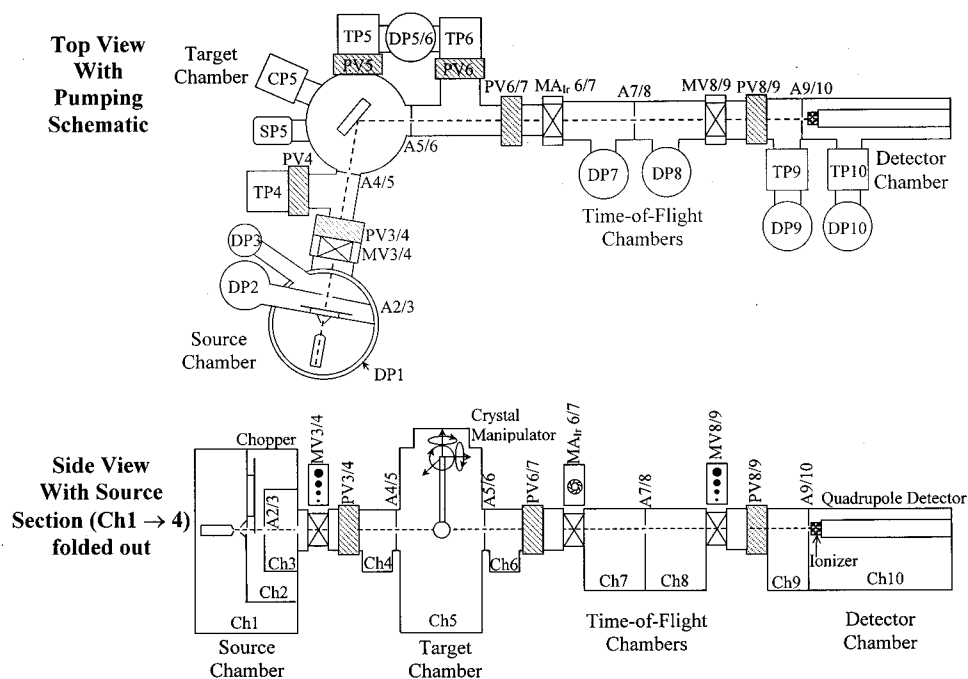 Top View
With
Pumping
Schematic
Target
Chamber
TP5
DP5/6
TP6
PV5
PV6
CP5
SP5
PV6/7
MA_Ir 6/7
A7/8
MV8/9
PV8/9
A9/10
A5/6
PV4
TP4
A4/5
DP7
DP8
TP9
TP10
Detector
Chamber
Time-of-Flight
Chambers
DP9
DP10
PV3/4
MV3/4
DP3
DP2
A2/3
Source
Chamber
DP1
Side View
With Source
Section (Ch1 → 4)
folded out
Chopper
MV3/4
PV3/4
A4/5
Crystal
Manipulator
A5/6
PV6/7
MA_Ir 6/7
A7/8
MV8/9
PV8/9
A9/10
Quadrupole Detector
A2/3
Ionizer
Ch3
Ch4
Ch6
Ch2
Ch7
Ch8
Ch9
Ch10
Ch1
Ch5
Source
Chamber
Target
Chamber
Time-of-Flight
Chambers
Detector
Chamber